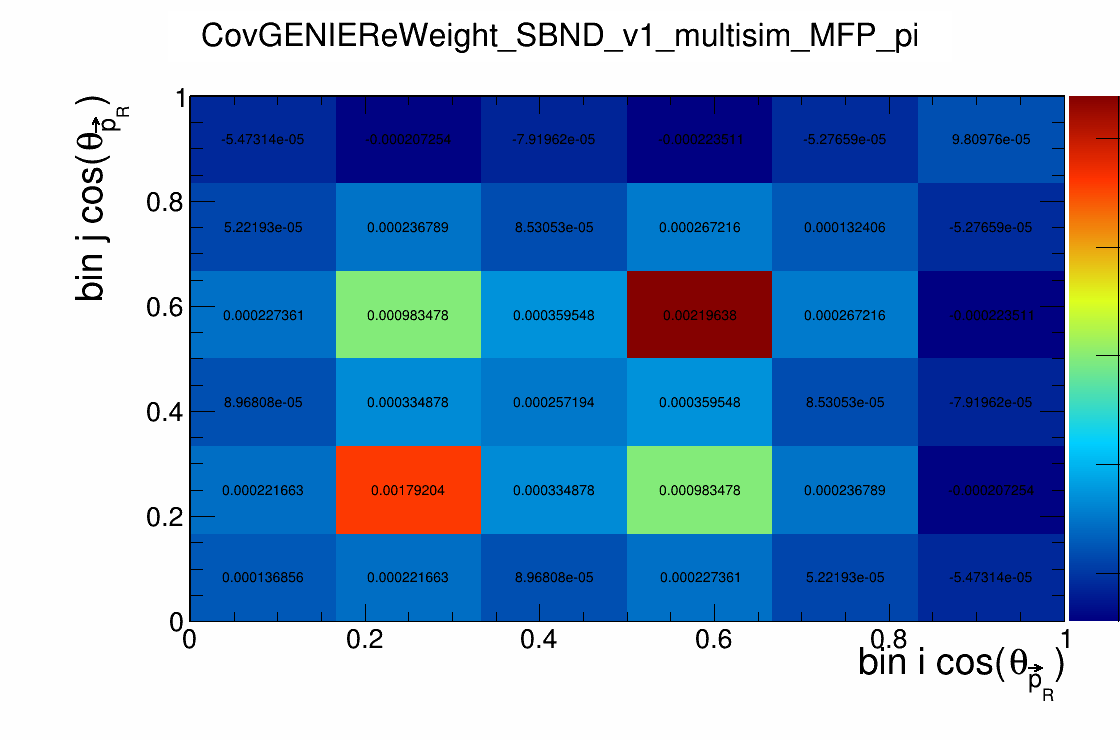 CovGENIEReWeight_SBND_v1_multisim_MFP_pi
bin j cos(θ_p⃗_R)
1
0.8
0.6
0.4
0.2
0
-5.47314e-05 -0.000207254 -7.91962e-05 -0.000223511 -5.27659e-05 9.80976e-05
5.22193e-05 0.000236789 8.53053e-05 0.000267216 0.000132406 -5.27659e-05
0.000227361 0.000983478 0.000359548 0.00219638 0.000267216 -0.000223511
8.96808e-05 0.000334878 0.000257194 0.000359548 8.53053e-05 -7.91962e-05
0.000221663 0.00179204 0.000334878 0.000983478 0.000236789 -0.000207254
0.000136856 0.000221663 8.96808e-05 0.000227361 5.22193e-05 -5.47314e-05
0 0.2 0.4 0.6 0.8 1
bin i cos(θ_p⃗_R)